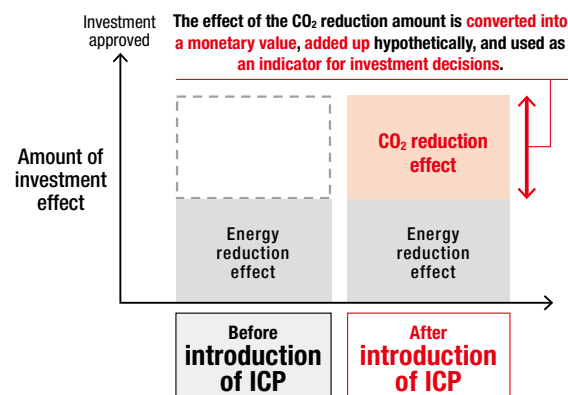 Investment
approved
The effect of the CO₂ reduction amount is converted into
a monetary value, added up hypothetically, and used as
an indicator for investment decisions.
Amount of
investment
effect
CO₂ reduction
effect
Energy
reduction
effect
Energy
reduction
effect
Before
introduction
of ICP
After
introduction
of ICP